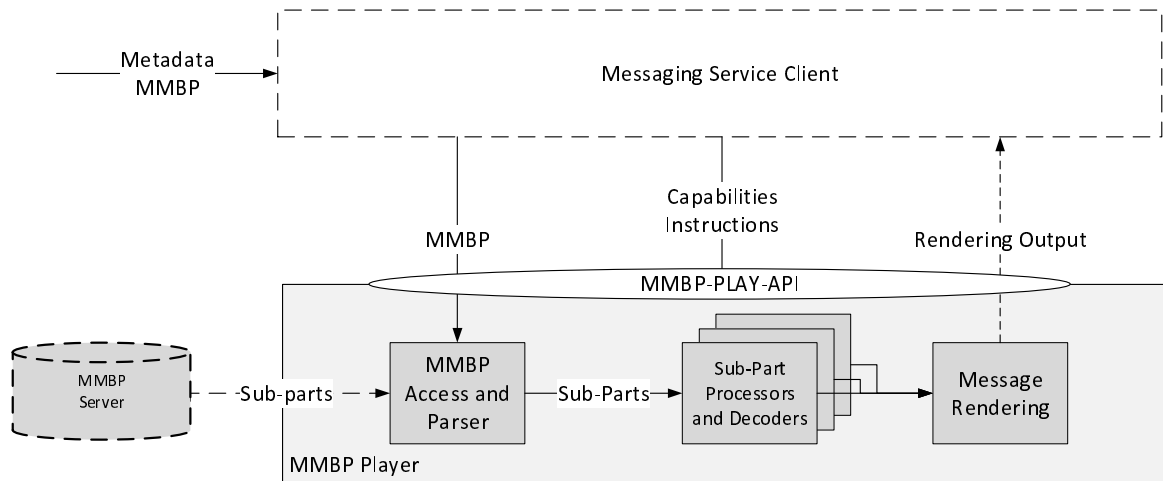 Metadata
MMBP
Messaging Service Client
Capabilities
Instructions
MMBP
Rendering Output
MMBP-PLAY-API
MMBP
Server
Sub-parts
MMBP
Access and
Parser
Sub-Parts
Sub-Part
Processors
and Decoders
Message
Rendering
MMBP Player